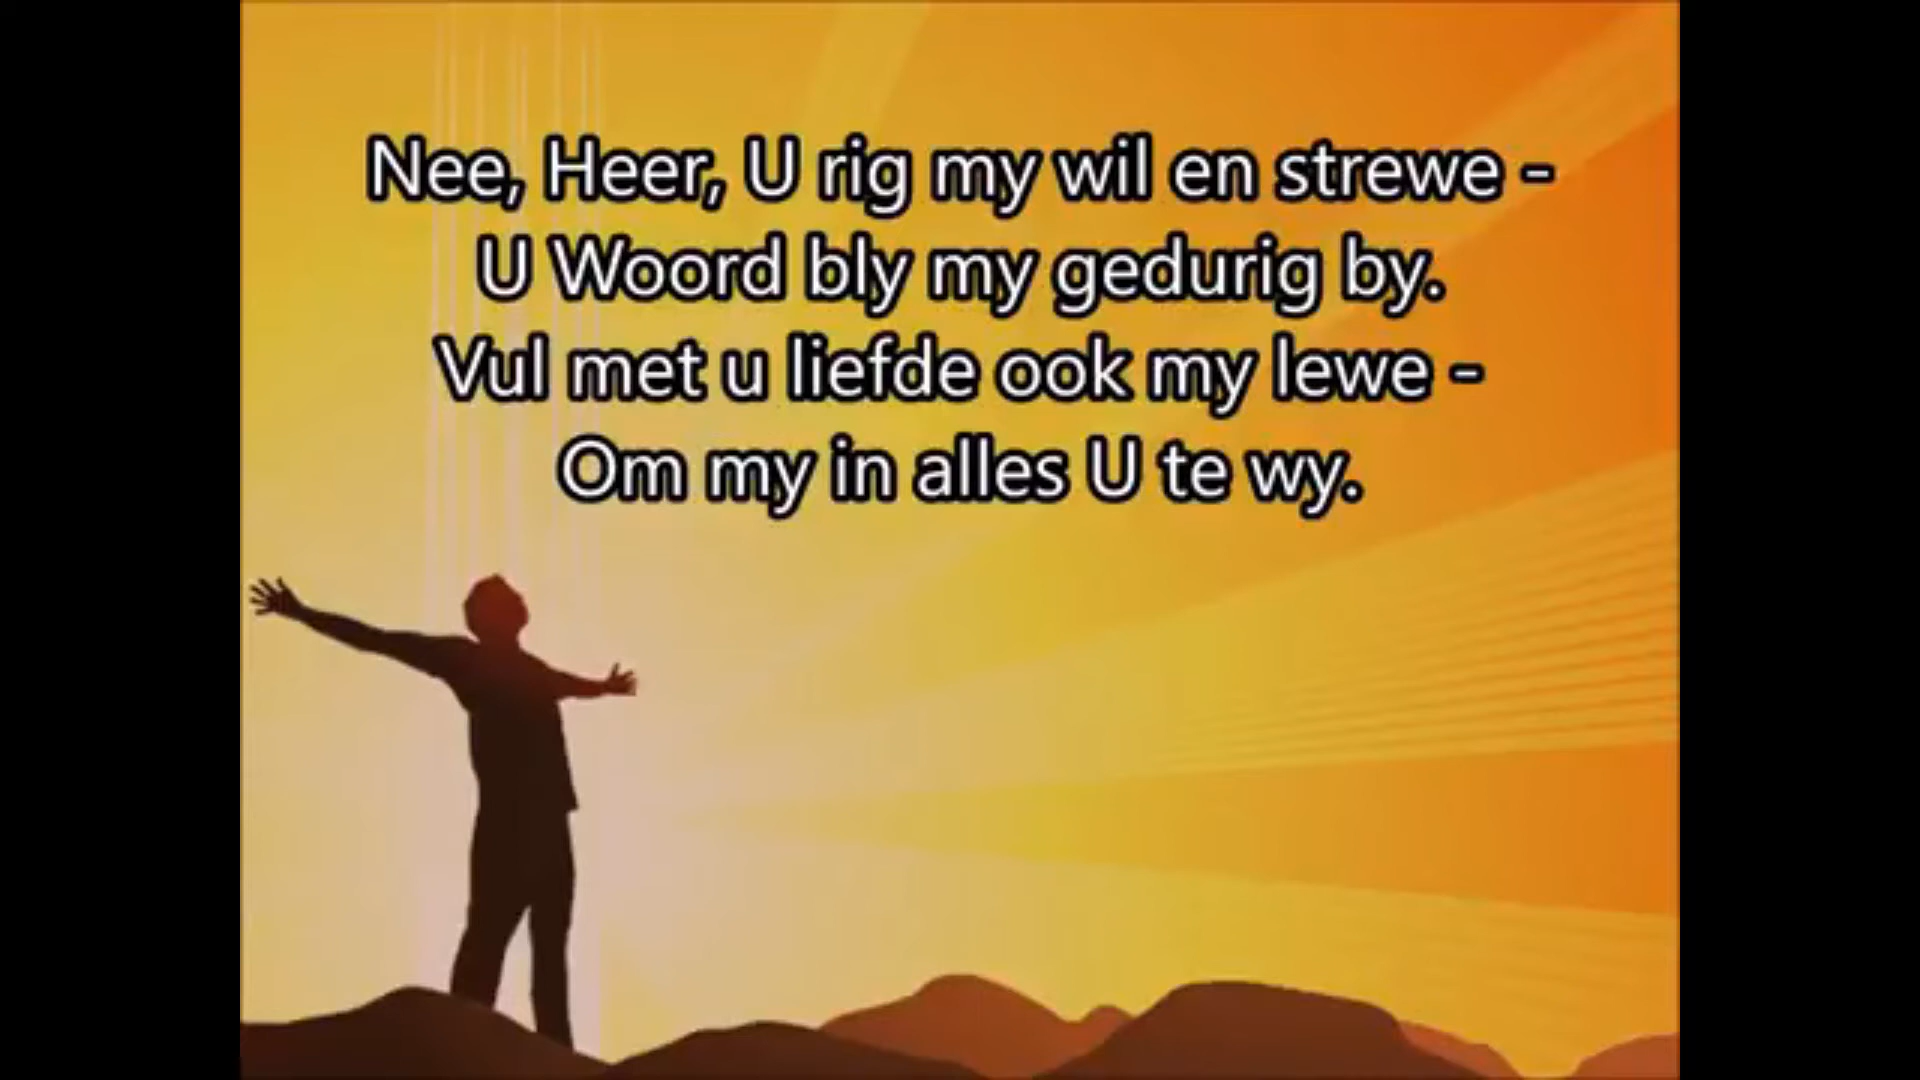 Nee, Heer, U rig my wil en strewe -
U Woord bly my gedurig by.
Vul met u liefde ook my lewe -
Om my in alles U te wy.